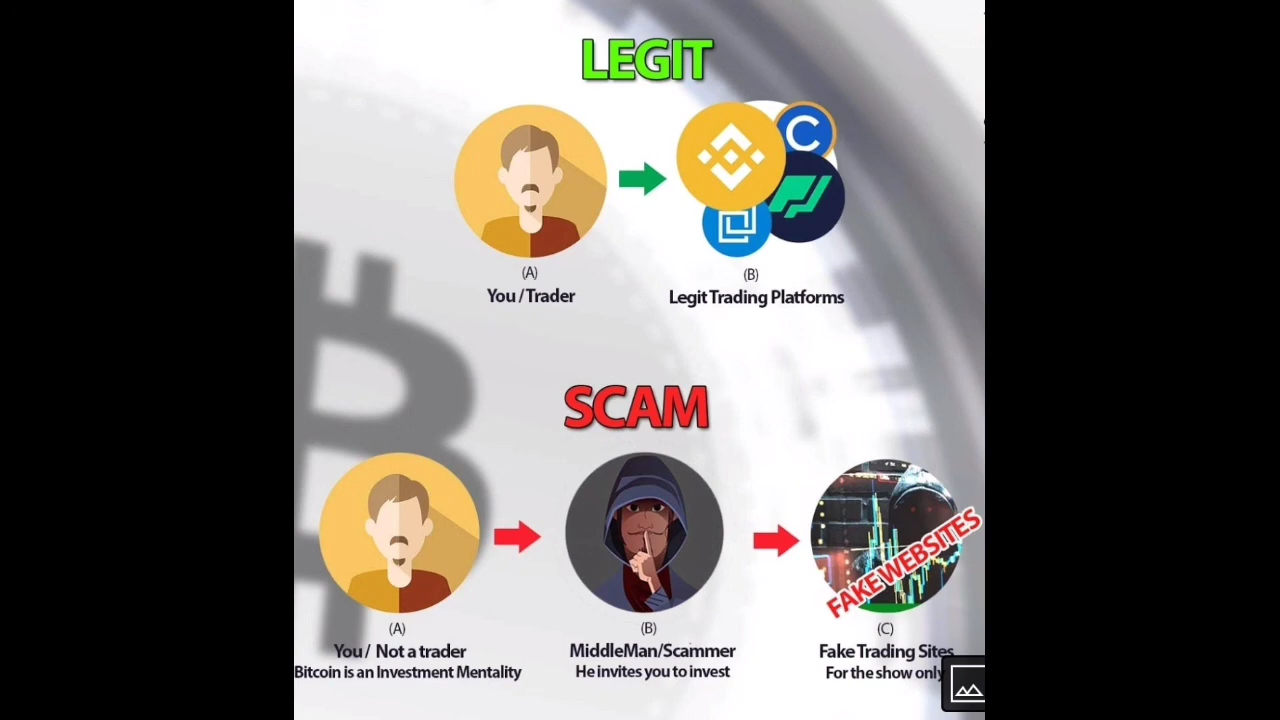 LEGIT
(A)
You / Trader
(B)
Legit Trading Platforms
SCAM
(A)
You / Not a trader
Bitcoin is an Investment Mentality
(B)
MiddleMan/Scammer
He invites you to invest
FAKE WEBSITES
(C)
Fake Trading Sites
For the show only